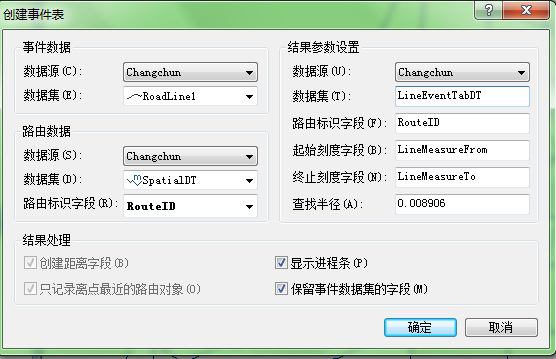 创建事件表
事件数据
数据源(C): Changchun
数据集(E): RoadLine1
路由数据
数据源(S): Changchun
数据集(D): SpatialDT
路由标识字段(R): RouteID
结果参数设置
数据源(U): Changchun
数据集(T): LineEventTabDT
路由标识字段(F): RouteID
起始刻度字段(B): LineMeasureFrom
终止刻度字段(N): LineMeasureTo
查找半径(A): 0.008906
结果处理
创建距离字段(B)
显示进程条(P)
只记录离点最近的路由对象(O)
保留事件数据集的字段(M)
确定
取消